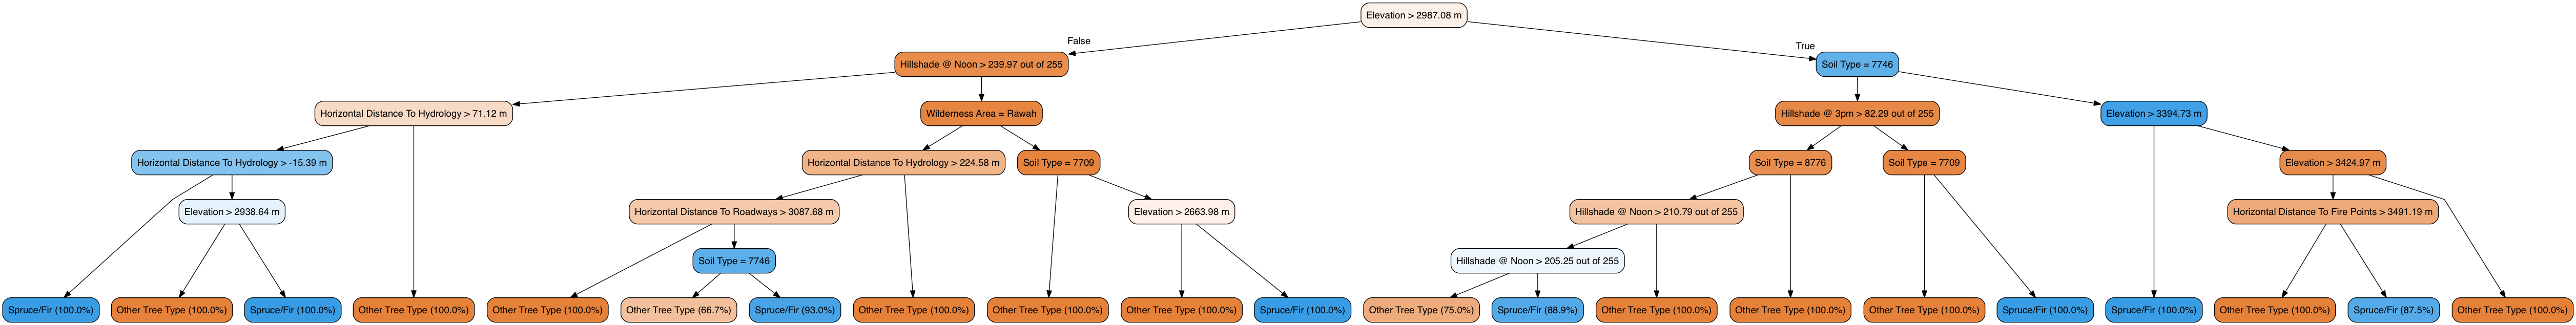 Elevation > 2987.08 m
False
True
Hillshade @ Noon > 239.97 out of 255
Soil Type = 7746
Horizontal Distance To Hydrology > 71.12 m
Wilderness Area = Rawah
Hillshade @ 3pm > 82.29 out of 255
Elevation > 3394.73 m
Horizontal Distance To Hydrology > -15.39 m
Horizontal Distance To Hydrology > 224.58 m
Soil Type = 7709
Soil Type = 8776
Soil Type = 7709
Elevation > 3424.97 m
Elevation > 2938.64 m
Horizontal Distance To Roadways > 3087.68 m
Elevation > 2663.98 m
Hillshade @ Noon > 210.79 out of 255
Horizontal Distance To Fire Points > 3491.19 m
Soil Type = 7746
Hillshade @ Noon > 205.25 out of 255
Spruce/Fir (100.0%)
Other Tree Type (100.0%)
Spruce/Fir (100.0%)
Other Tree Type (100.0%)
Other Tree Type (100.0%)
Other Tree Type (66.7%)
Spruce/Fir (93.0%)
Other Tree Type (100.0%)
Other Tree Type (100.0%)
Other Tree Type (100.0%)
Spruce/Fir (100.0%)
Other Tree Type (75.0%)
Spruce/Fir (88.9%)
Other Tree Type (100.0%)
Other Tree Type (100.0%)
Other Tree Type (100.0%)
Spruce/Fir (100.0%)
Spruce/Fir (100.0%)
Other Tree Type (100.0%)
Spruce/Fir (87.5%)
Other Tree Type (100.0%)